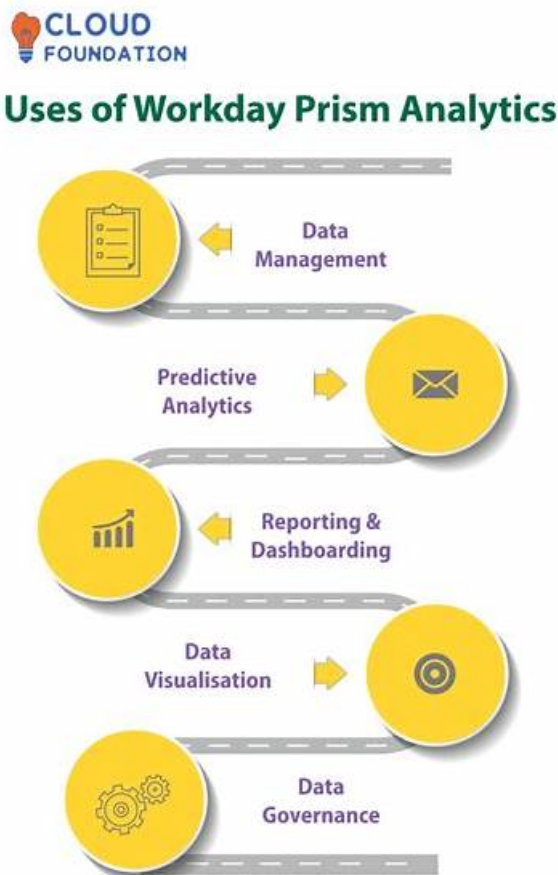 CLOUD
FOUNDATION
Uses of Workday Prism Analytics
Data
Management
Predictive
Analytics
Reporting &
Dashboarding
Data
Visualisation
Data
Governance